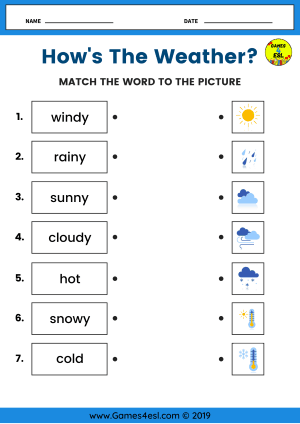 NAME DATE
How's The Weather?
GAMES 4 ESL
MATCH THE WORD TO THE PICTURE
1. windy
2. rainy
3. sunny
4. cloudy
5. hot
6. snowy
7. cold
www.Games4esl.com © 2019